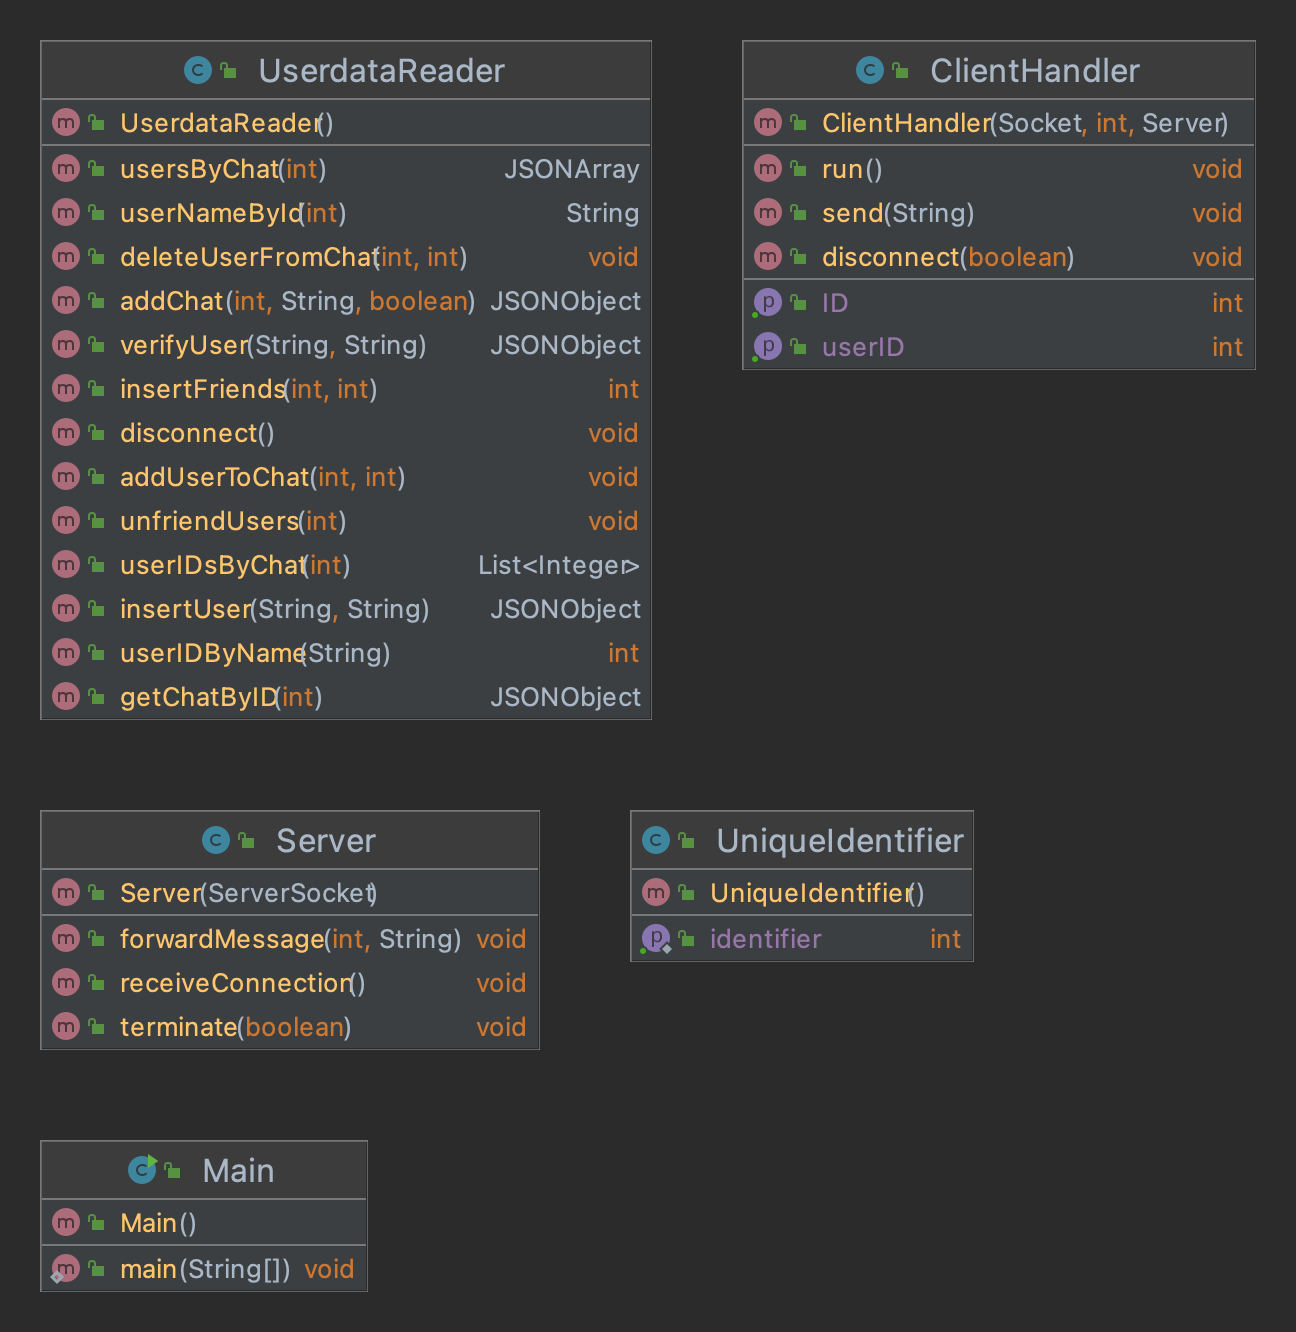 UserdataReader
UserdataReader()
usersByChat(int) JSONArray
userNameById(int) String
deleteUserFromChat(int, int) void
addChat(int, String, boolean) JSONObject
verifyUser(String, String) JSONObject
insertFriends(int, int) int
disconnect() void
addUserToChat(int, int) void
unfriendUsers(int) void
userIDsByChat(int) List<Integer>
insertUser(String, String) JSONObject
userIDByName(String) int
getChatByID(int) JSONObject
ClientHandler
ClientHandler(Socket, int, Server)
run() void
send(String) void
disconnect(boolean) void
ID int
userID int
Server
Server(ServerSocket)
forwardMessage(int, String) void
receiveConnection() void
terminate(boolean) void
UniqueIdentifier
UniqueIdentifier()
identifier int
Main
Main()
main(String[]) void